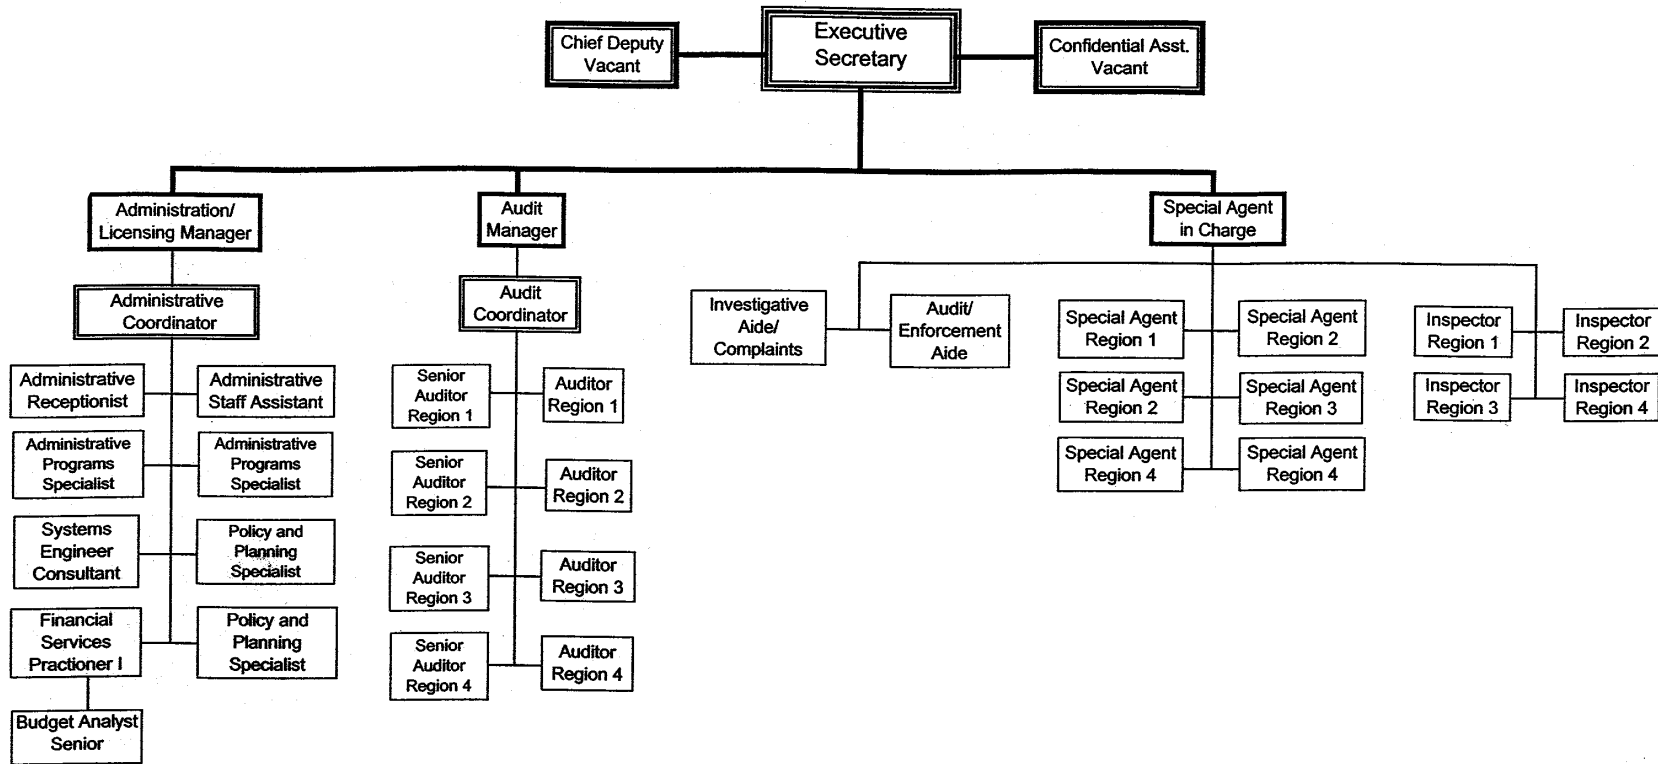 Chief Deputy
Vacant
Executive
Secretary
Confidential Asst.
Vacant
Administration/
Licensing Manager
Audit
Manager
Special Agent
in Charge
Administrative
Coordinator
Audit
Coordinator
Administrative
Receptionist
Administrative
Staff Assistant
Administrative
Programs
Specialist
Administrative
Programs
Specialist
Systems
Engineer
Consultant
Policy and
Planning
Specialist
Financial
Services
Practioner I
Policy and
Planning
Specialist
Budget Analyst
Senior
Senior
Auditor
Region 1
Auditor
Region 1
Senior
Auditor
Region 2
Auditor
Region 2
Senior
Auditor
Region 3
Auditor
Region 3
Senior
Auditor
Region 4
Auditor
Region 4
Investigative
Aide/
Complaints
Audit/
Enforcement
Aide
Special Agent
Region 1
Special Agent
Region 2
Special Agent
Region 2
Special Agent
Region 3
Special Agent
Region 4
Special Agent
Region 4
Inspector
Region 1
Inspector
Region 2
Inspector
Region 3
Inspector
Region 4